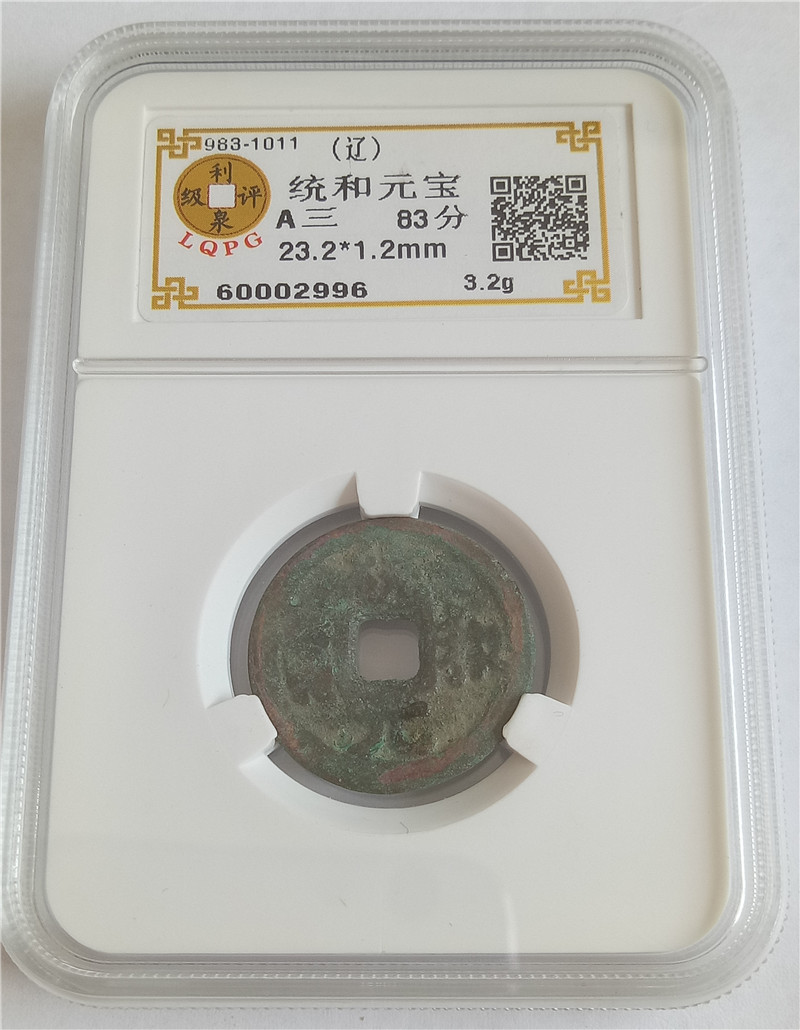 983-1011 （辽）
利
级 评
泉
LQPG
统和元宝
A三 83分
23.2*1.2mm
60002996 3.2g
元